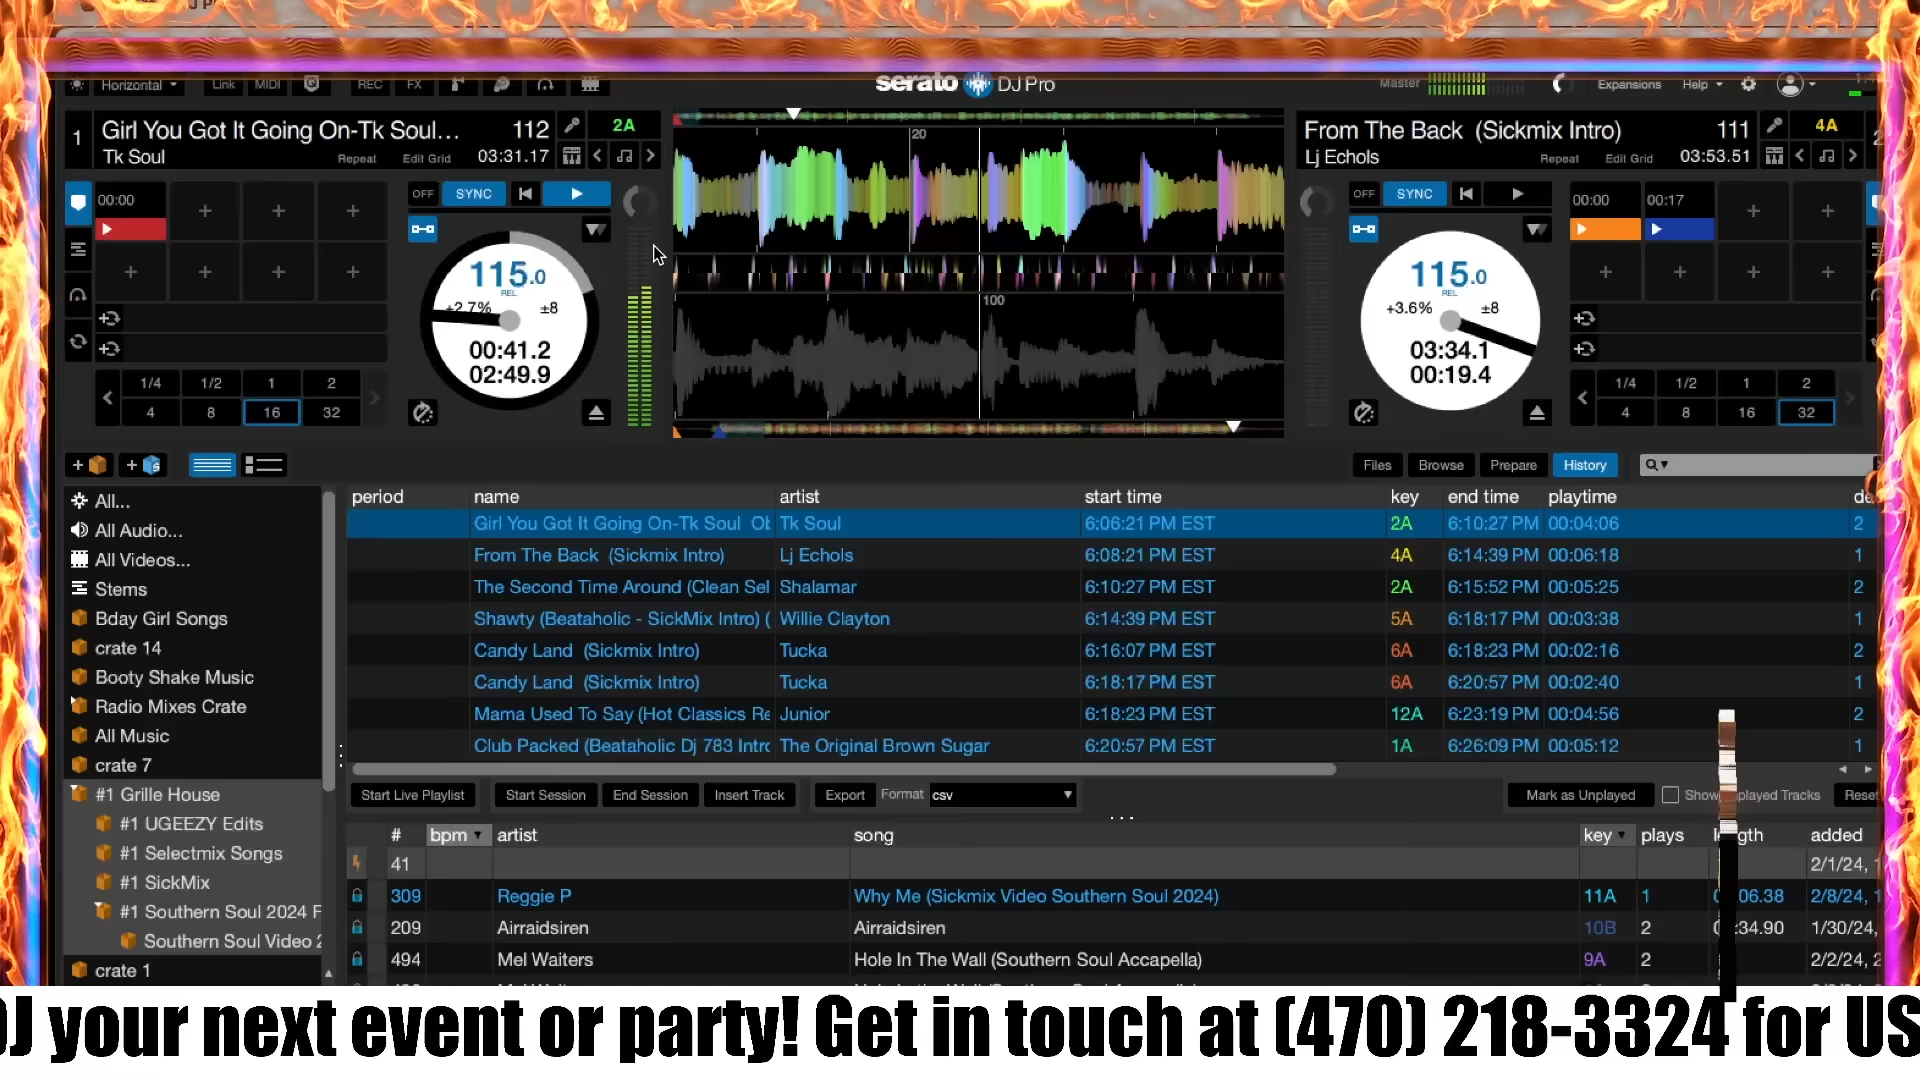 Horizontal Link MIDI REC FX serato DJ Pro Master Expansions Help
1 Girl You Got It Going On-Tk Soul... 112 2A
Tk Soul Repeat Edit Grid 03:31.17
From The Back (Sickmix Intro) 111 4A
Lj Echols Repeat Edit Grid 03:53.51
00:00 OFF SYNC
115.0
REL
+2.7% ±8
00:41.2
02:49.9
1/4 1/2 1 2
4 8 16 32
20
100
OFF SYNC 00:00 00:17
115.0
REL
+3.6% ±8
03:34.1
00:19.4
1/4 1/2 1 2
4 8 16 32
Files Browse Prepare History
All...
All Audio...
All Videos...
Stems
Bday Girl Songs
crate 14
Booty Shake Music
Radio Mixes Crate
All Music
crate 7
#1 Grille House
#1 UGEEZY Edits
#1 Selectmix Songs
#1 SickMix
#1 Southern Soul 2024 F
Southern Soul Video 2
crate 1
period name artist start time key end time playtime
Girl You Got It Going On-Tk Soul Ob Tk Soul 6:06:21 PM EST 2A 6:10:27 PM 00:04:06 2
From The Back (Sickmix Intro) Lj Echols 6:08:21 PM EST 4A 6:14:39 PM 00:06:18 1
The Second Time Around (Clean Sel Shalamar 6:10:27 PM EST 2A 6:15:52 PM 00:05:25 2
Shawty (Beataholic - SickMix Intro) ( Willie Clayton 6:14:39 PM EST 5A 6:18:17 PM 00:03:38 1
Candy Land (Sickmix Intro) Tucka 6:16:07 PM EST 6A 6:18:23 PM 00:02:16 2
Candy Land (Sickmix Intro) Tucka 6:18:17 PM EST 6A 6:20:57 PM 00:02:40 1
Mama Used To Say (Hot Classics Re Junior 6:18:23 PM EST 12A 6:23:19 PM 00:04:56 2
Club Packed (Beataholic Dj 783 Intro The Original Brown Sugar 6:20:57 PM EST 1A 6:26:09 PM 00:05:12 1
Start Live Playlist Start Session End Session Insert Track Export Format csv Mark as Unplayed Show Tracks Reset
# bpm artist song key plays added
41 2/1/24,
309 Reggie P Why Me (Sickmix Video Southern Soul 2024) 11A 1 06.38 2/8/24,
209 Airraidsiren Airraidsiren 10B 2 :34.90 1/30/24,
494 Mel Waiters Hole In The Wall (Southern Soul Accapella) 9A 2 2/2/24,
DJ your next event or party! Get in touch at (470) 218-3324 for US